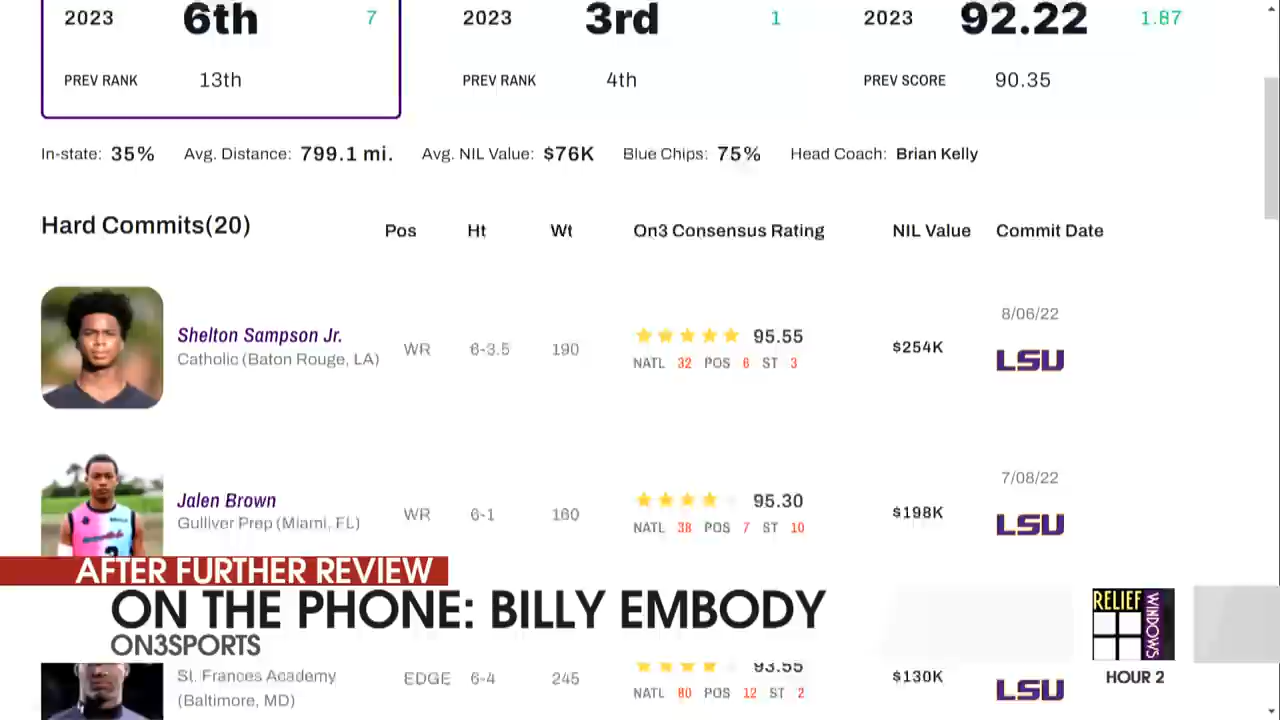 2023 6th 7
PREV RANK 13th
2023 3rd 1
PREV RANK 4th
2023 92.22 1.87
PREV SCORE 90.35
In-state: 35% Avg. Distance: 799.1 mi. Avg. NIL Value: $76K Blue Chips: 75% Head Coach: Brian Kelly
Hard Commits(20) Pos Ht Wt On3 Consensus Rating NIL Value Commit Date
Shelton Sampson Jr.
Catholic (Baton Rouge, LA)
WR 6-3.5 190
95.55
NATL 32 POS 6 ST 3
$254K
8/06/22
LSU
Jalen Brown
Gulliver Prep (Miami, FL)
WR 6-1 160
95.30
NATL 38 POS 7 ST 10
$198K
7/08/22
LSU
AFTER FURTHER REVIEW
ON THE PHONE: BILLY EMBODY
ON3SPORTS
RELIEF
WINDOWS
HOUR 2
St. Frances Academy
(Baltimore, MD)
EDGE 6-4 245
93.55
NATL 80 POS 12 ST 2
$130K
LSU